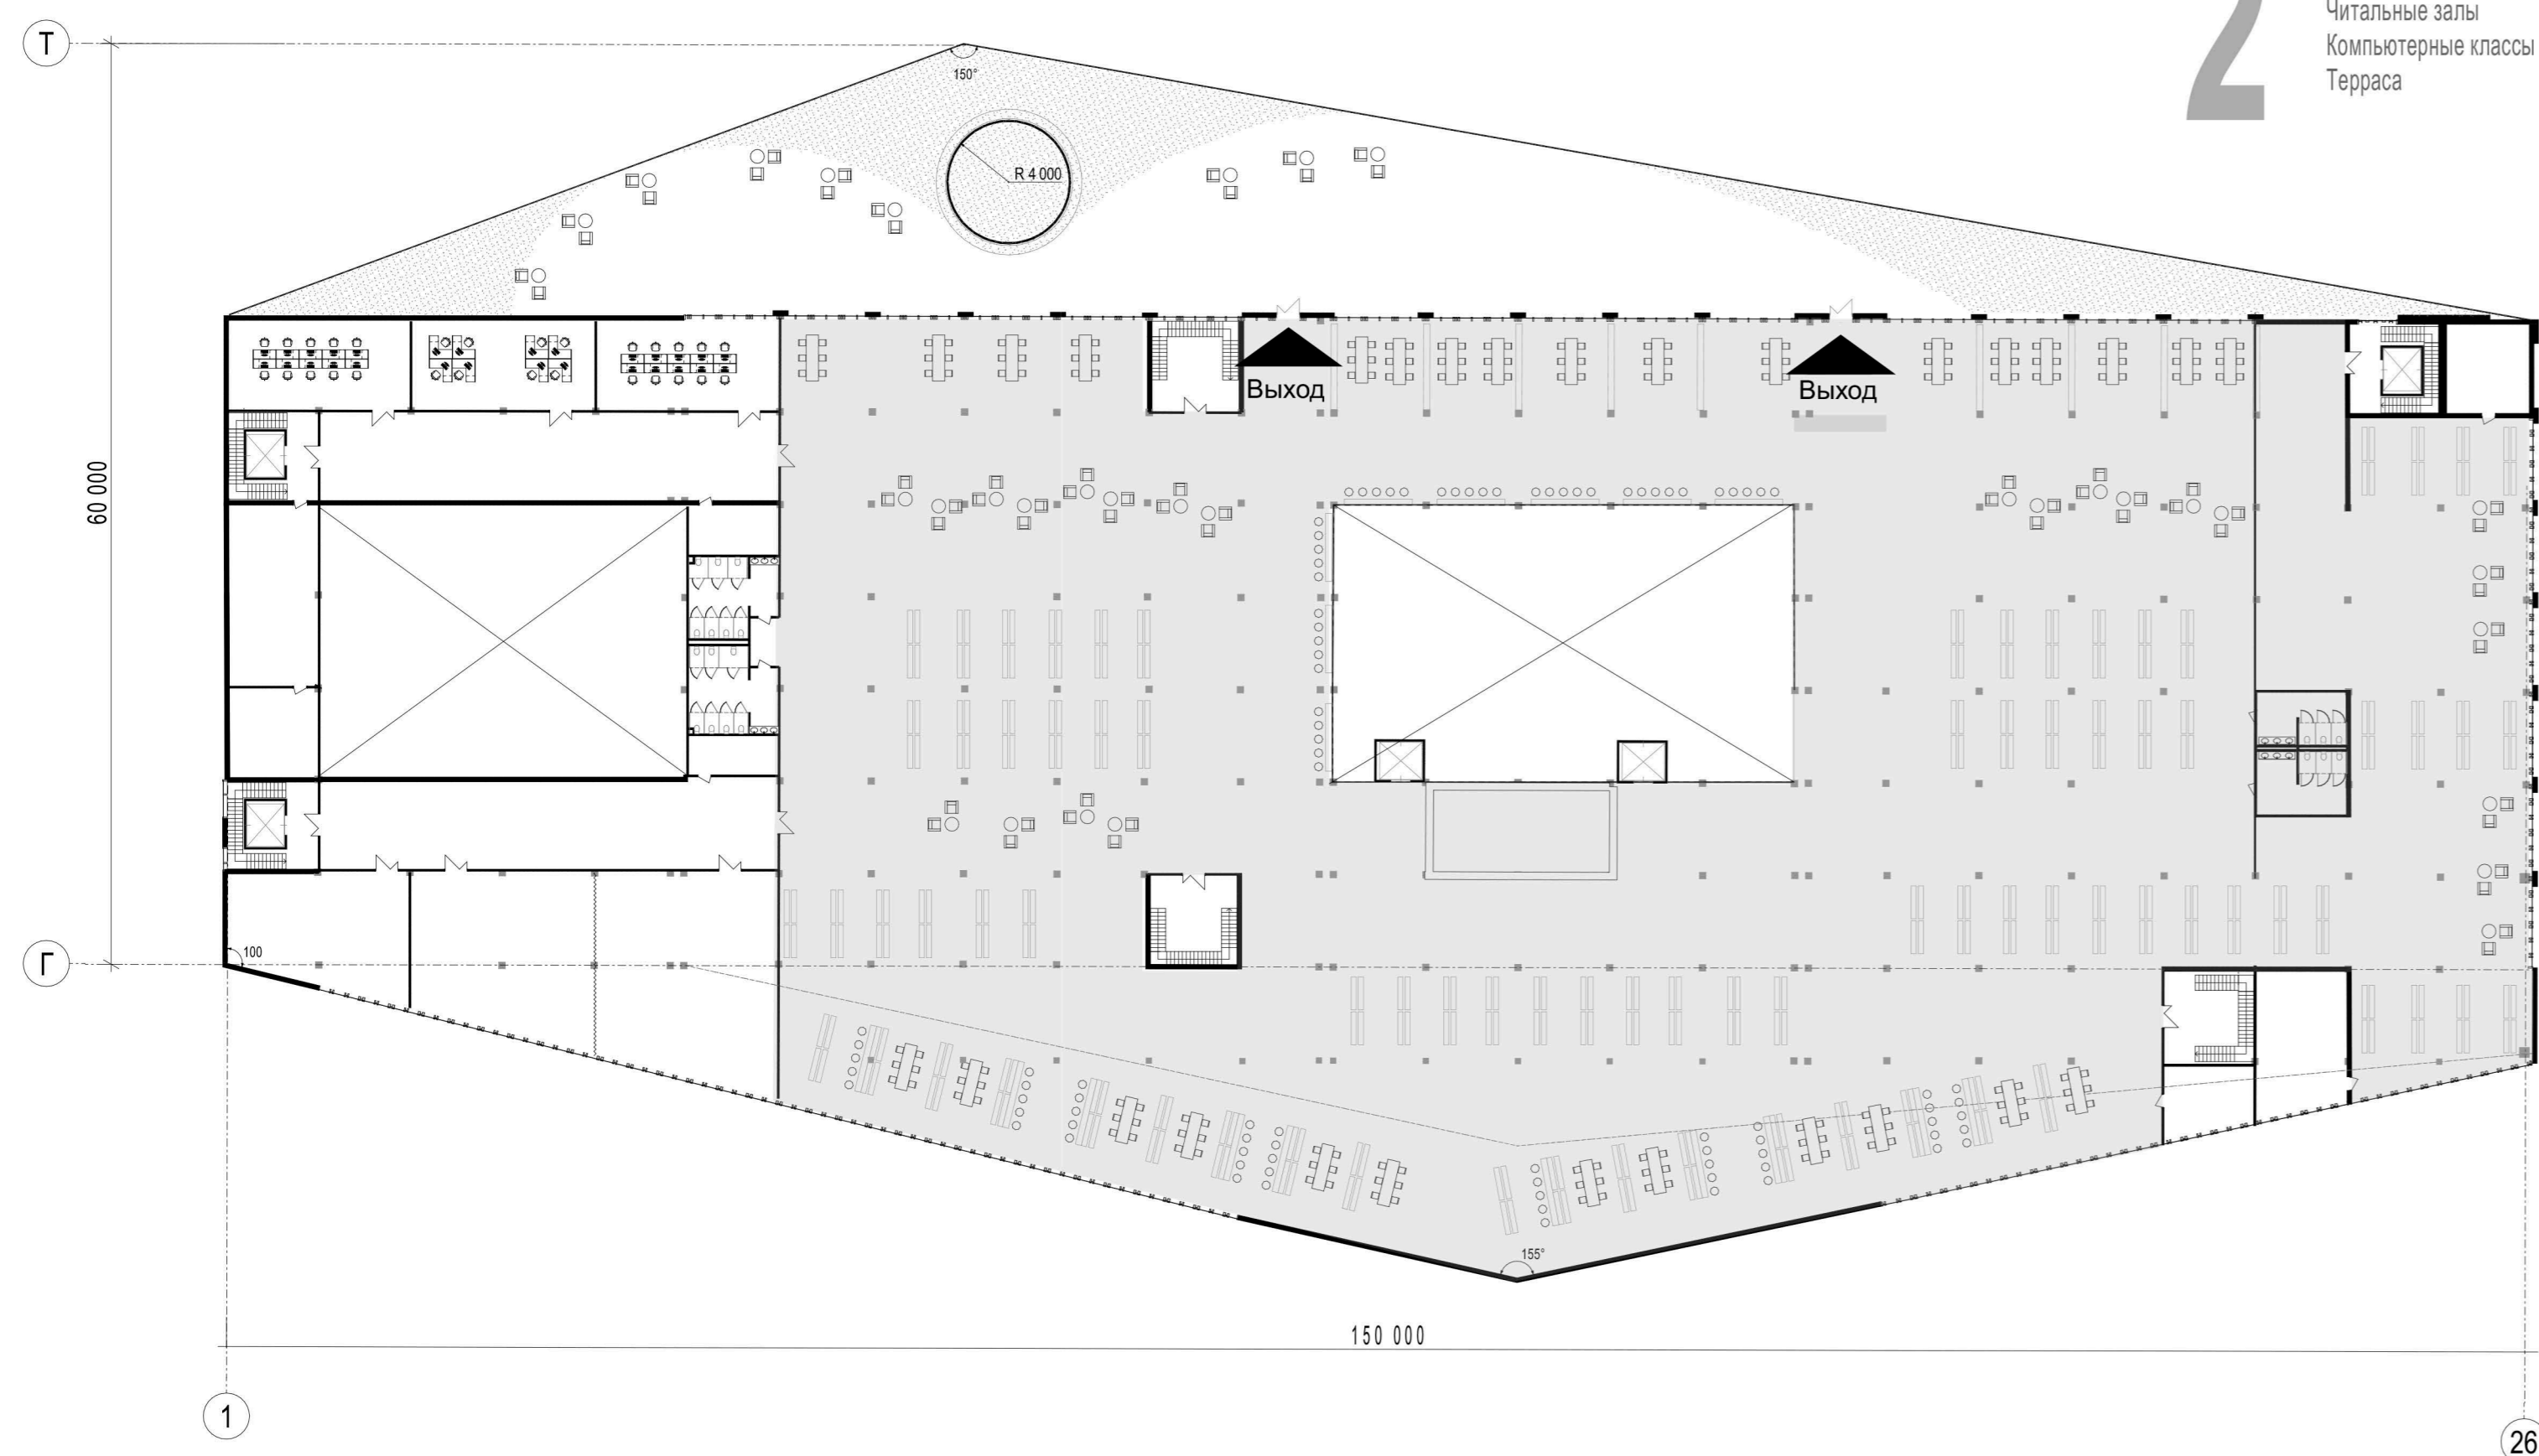 2
Читальные залы
Компьютерные классы
Терраса
Т
150°
R 4 000
Выход
Выход
60 000
Г
100
155°
150 000
1
26